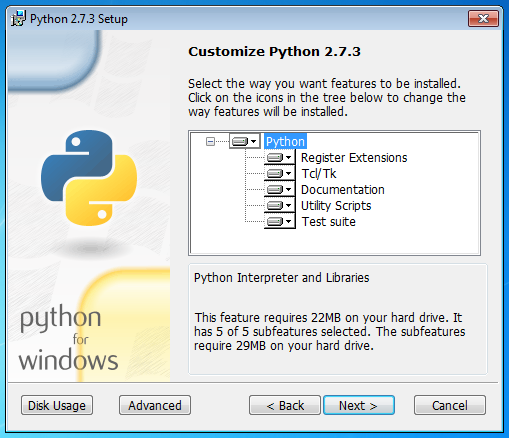 Python 2.7.3 Setup
Customize Python 2.7.3
Select the way you want features to be installed.
Click on the icons in the tree below to change the
way features will be installed.
Python
Register Extensions
Tcl/Tk
Documentation
Utility Scripts
Test suite
Python Interpreter and Libraries
This feature requires 22MB on your hard drive. It
has 5 of 5 subfeatures selected. The subfeatures
require 29MB on your hard drive.
python
for
windows
Disk Usage
Advanced
< Back
Next >
Cancel